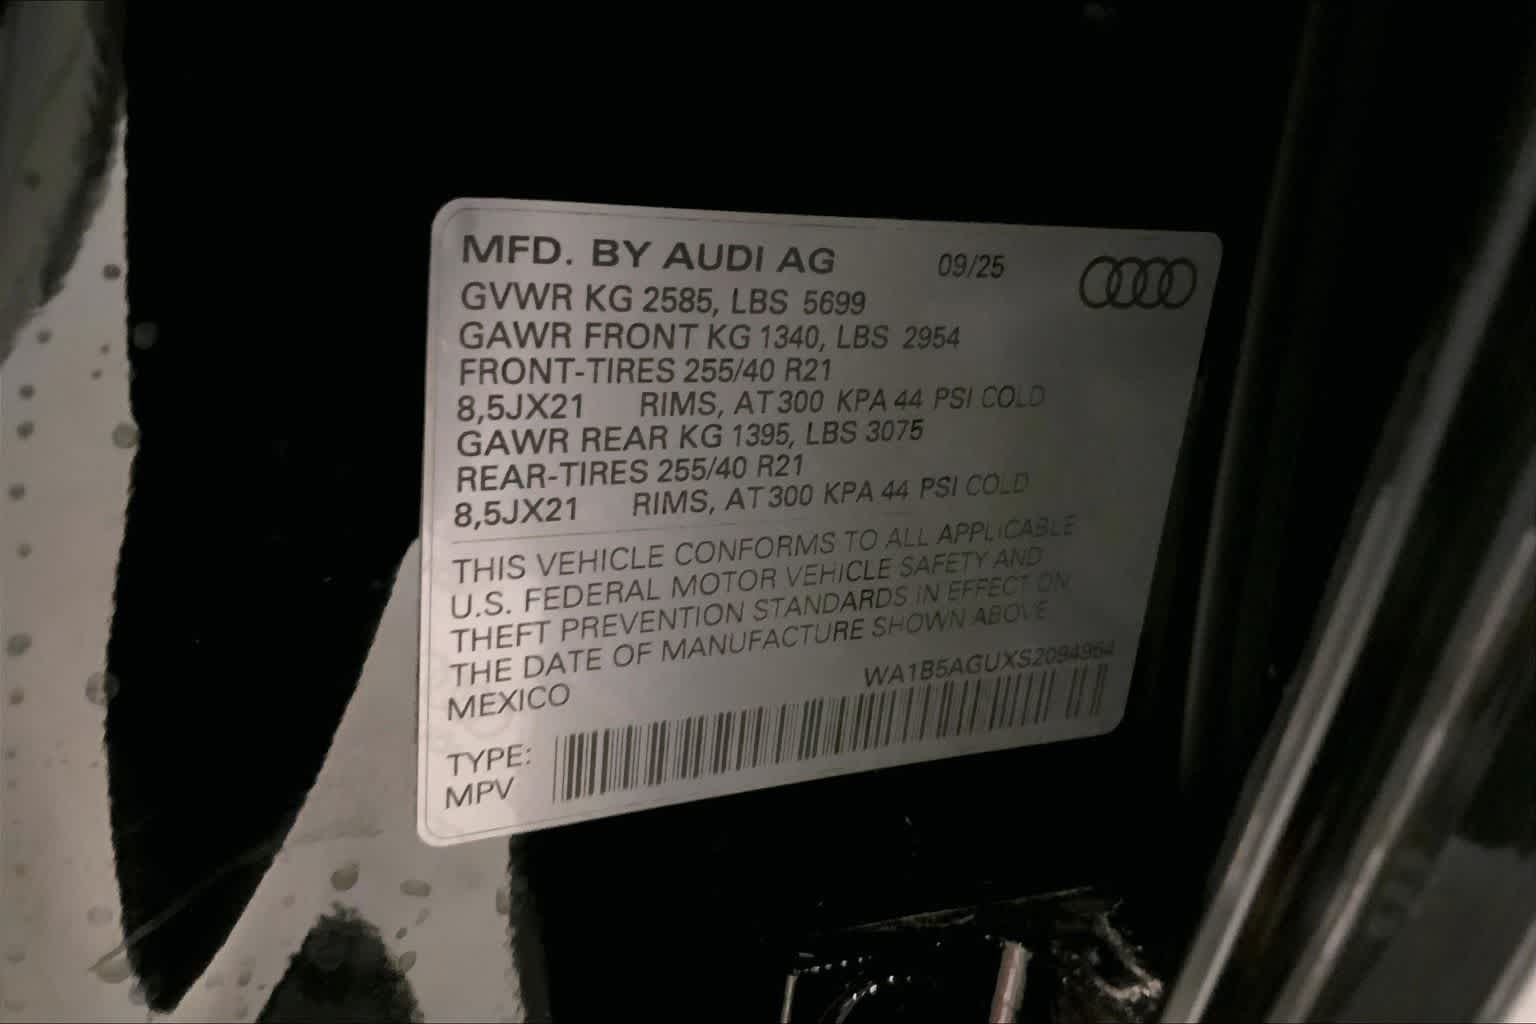 MFD. BY AUDI AG 09/25
GVWR KG 2585, LBS 5699
GAWR FRONT KG 1340, LBS 2954
FRONT-TIRES 255/40 R21
8,5JX21 RIMS, AT 300 KPA 44 PSI COLD
GAWR REAR KG 1395, LBS 3075
REAR-TIRES 255/40 R21
8,5JX21 RIMS, AT 300 KPA 44 PSI COLD
THIS VEHICLE CONFORMS TO ALL APPLICABLE
U.S. FEDERAL MOTOR VEHICLE SAFETY AND
THEFT PREVENTION STANDARDS IN EFFECT ON
THE DATE OF MANUFACTURE SHOWN ABOVE
MEXICO
WA1B5AGUXS2094964
TYPE:
MPV